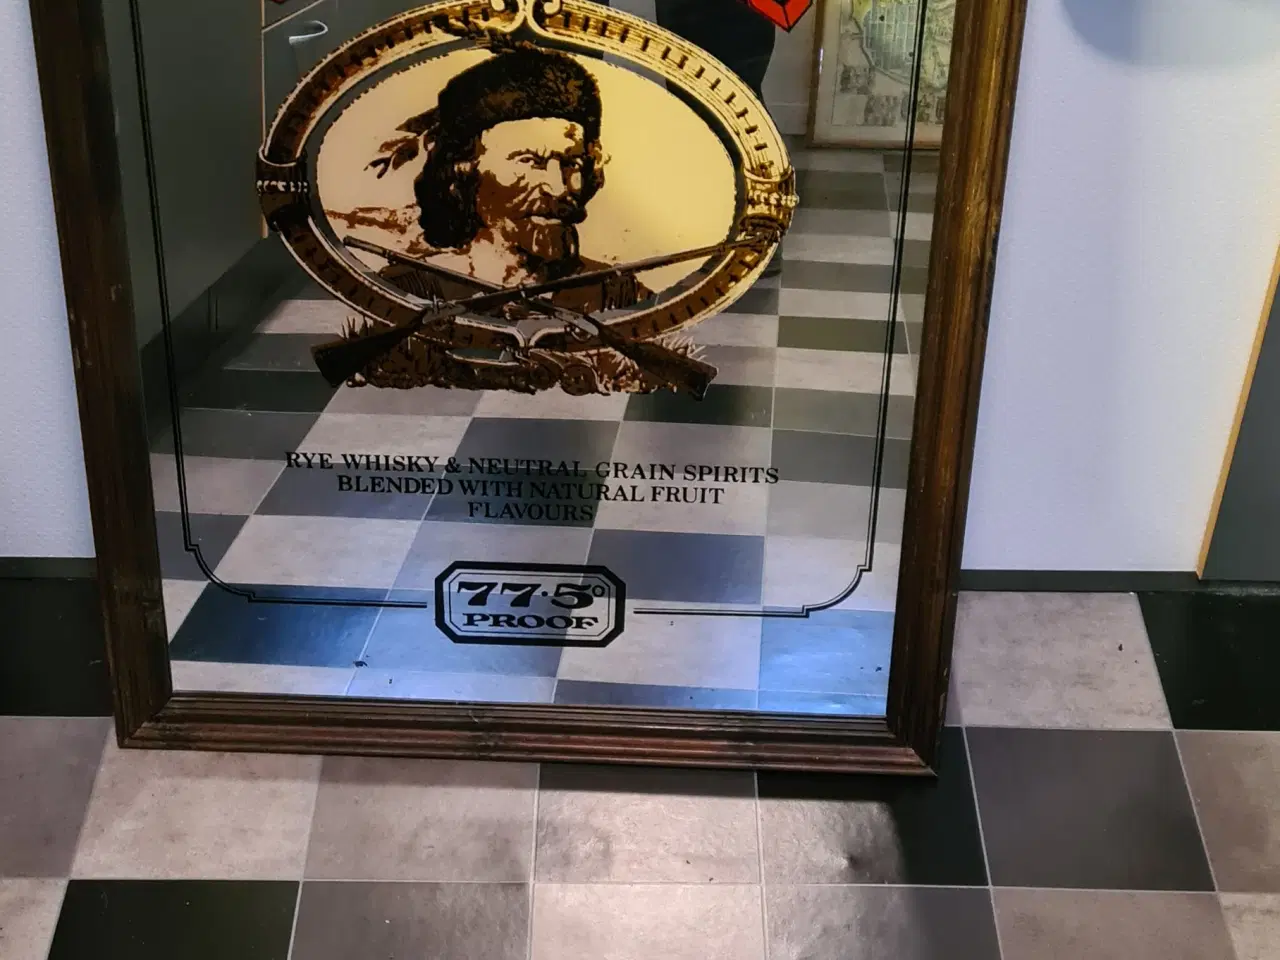 RYE WHISKY & NEUTRAL GRAIN SPIRITS
BLENDED WITH NATURAL FRUIT
FLAVOURS
77·5°
PROOF